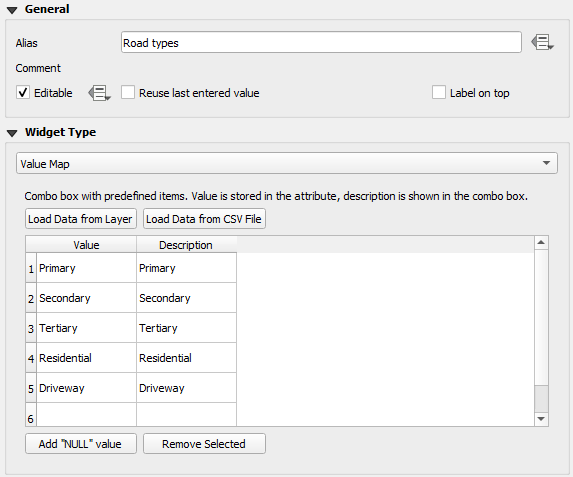 General
Alias Road types
Comment
Editable Reuse last entered value Label on top
Widget Type
Value Map
Combo box with predefined items. Value is stored in the attribute, description is shown in the combo box.
Load Data from Layer Load Data from CSV File
Value Description
1 Primary Primary
2 Secondary Secondary
3 Tertiary Tertiary
4 Residential Residential
5 Driveway Driveway
6
Add "NULL" value Remove Selected